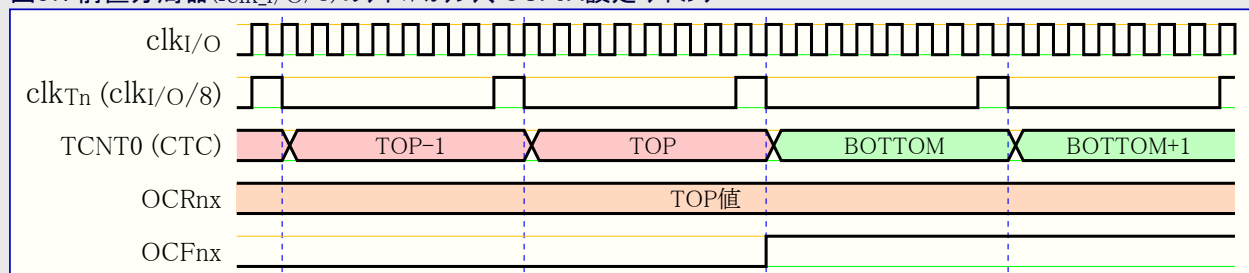 clkI/O
clkTn (clkI/O/8)
TCNT0 (CTC) TOP-1 TOP BOTTOM BOTTOM+1
OCRnx TOP値
OCFnx